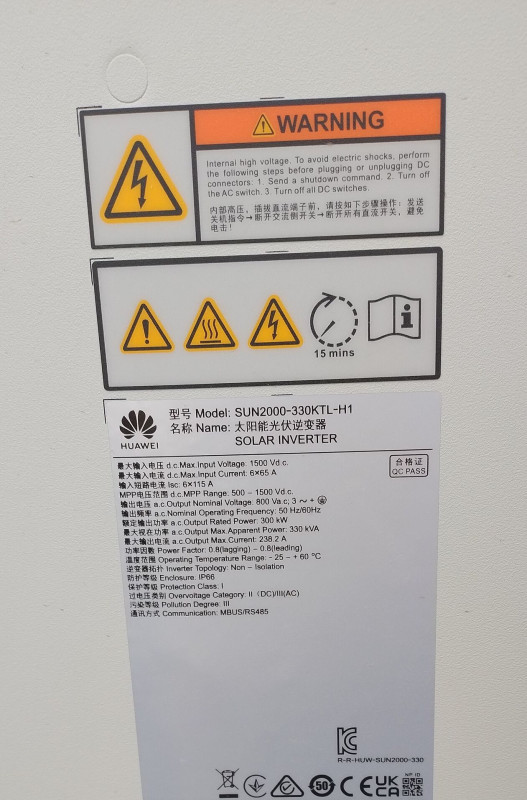 WARNING
Internal high voltage. To avoid electric shocks, perform
the following steps before plugging or unplugging DC
connectors: 1. Send a shutdown command. 2. Turn off
the AC switch. 3. Turn off all DC switches.
内部高压，插拔直流端子前，请按如下步骤操作：发送
关机指令→断开交流侧开关→断开所有直流开关，避免
电击！
15 mins
HUAWEI
型号 Model: SUN2000-330KTL-H1
名称 Name: 太阳能光伏逆变器
SOLAR INVERTER
合格证
QC PASS
最大输入电压 d.c.Max.Input Voltage: 1500 Vd.c.
最大输入电流 d.c.Max.Input Current: 6×65 A
输入短路电流 Isc: 6×115 A
MPP电压范围 d.c.MPP Range: 500 – 1500 Vd.c.
输出电压 a.c.Output Nominal Voltage: 800 Va.c; 3 ~ +
输出频率 a.c.Nominal Operating Frequency: 50 Hz/60Hz
额定输出功率 a.c.Output Rated Power: 300 kW
最大视在功率 a.c.Output Max Apparent Power: 330 kVA
最大输出电流 a.c.Output Max.Current: 238.2 A
功率因数 Power Factor: 0.8(lagging) – 0.8(leading)
温度范围 Operating Temperature Range: -25 ~ +60 °C
逆变器拓扑 Inverter Topology: Non – Isolation
防护等级 Enclosure: IP66
保护等级 Protection Class: I
过电压类别 Overvoltage Category: II (DC)/III(AC)
污染等级 Pollution Degree: III
通讯方式 Communication: MBUS/RS485
R-R-HUW-SUN2000-330
50
CE
UK
CA
NP ID